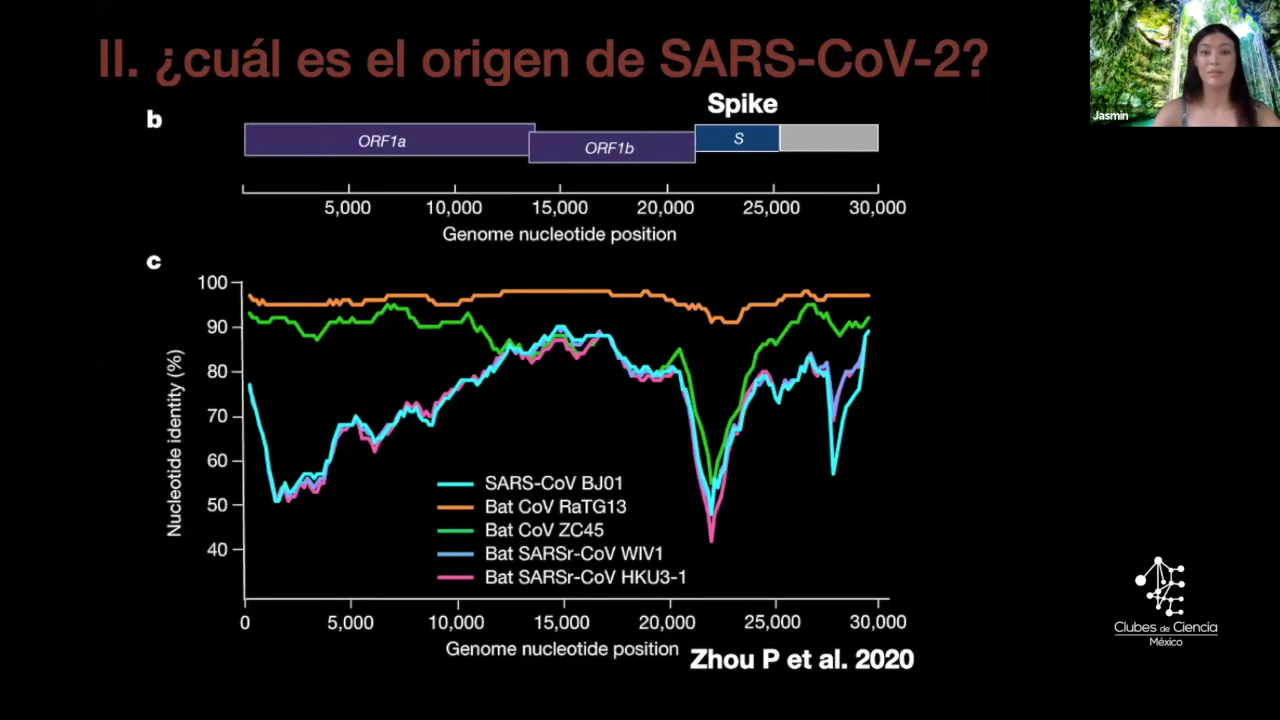 II. ¿cuál es el origen de SARS-CoV-2?
Jasmin
Spike
b
ORF1a
ORF1b
S
5,000 10,000 15,000 20,000 25,000 30,000
Genome nucleotide position
c
100
90
80
70
60
50
40
Nucleotide identity (%)
SARS-CoV BJ01
Bat CoV RaTG13
Bat CoV ZC45
Bat SARSr-CoV WIV1
Bat SARSr-CoV HKU3-1
0 5,000 10,000 15,000 20,000 25,000 30,000
Genome nucleotide position
Zhou P et al. 2020
Clubes de Ciencia
México